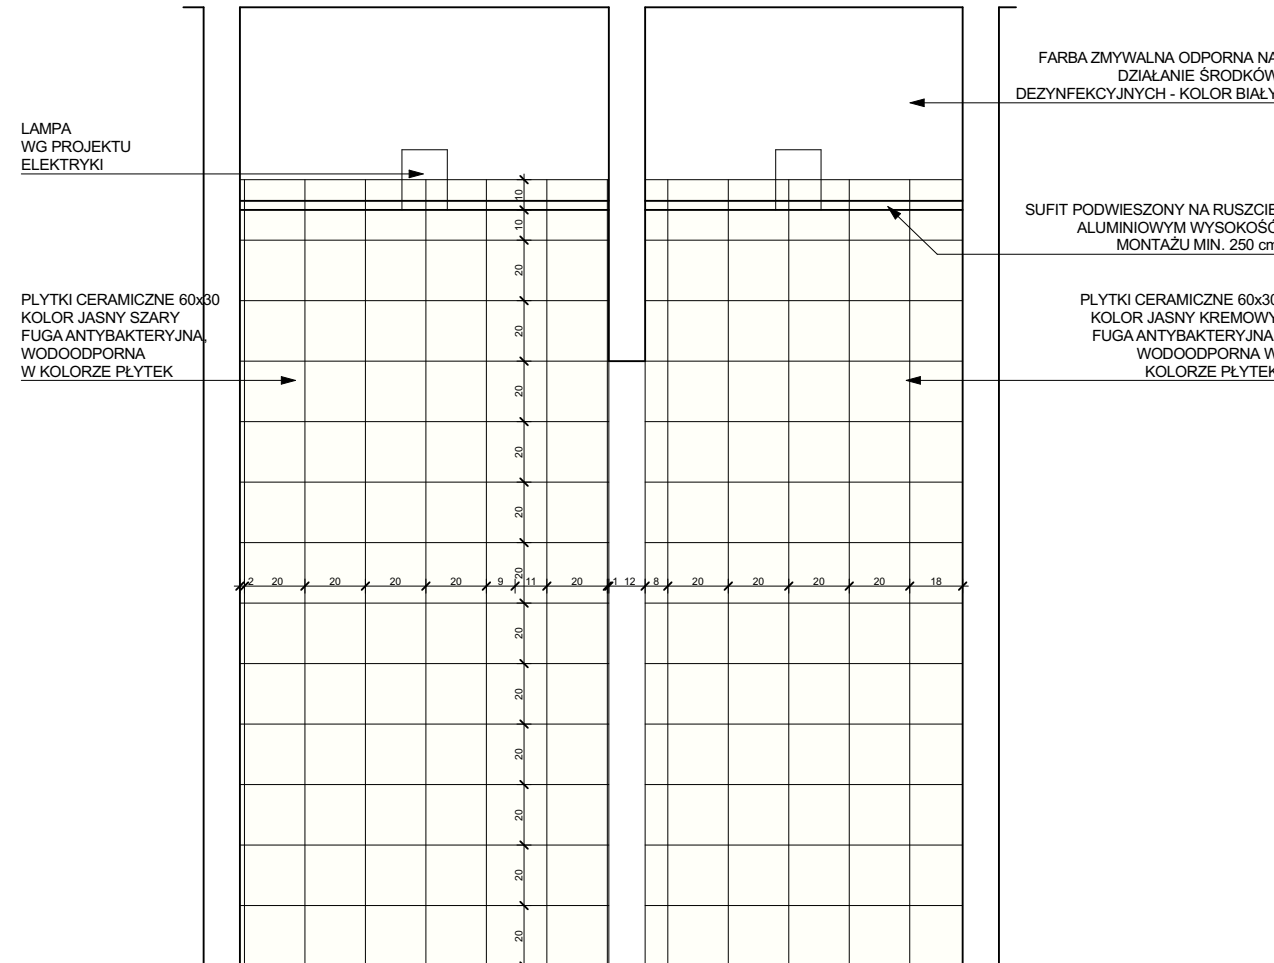 FARBA ZMYWALNA ODPORNA NA
DZIAŁANIE ŚRODKÓW
DEZYNFEKCYJNYCH - KOLOR BIAŁY
LAMPA
WG PROJEKTU
ELEKTRYKI
SUFIT PODWIESZONY NA RUSZCIE
ALUMINIOWYM WYSOKOŚĆ
MONTAŻU MIN. 250 cm
PLYTKI CERAMICZNE 60x30
KOLOR JASNY SZARY
FUGA ANTYBAKTERYJNA,
WODOODPORNA
W KOLORZE PŁYTEK
PLYTKI CERAMICZNE 60x30
KOLOR JASNY KREMOWY
FUGA ANTYBAKTERYJNA,
WODOODPORNA W
KOLORZE PŁYTEK
10
10
20
20
20
20
20
20
2 20 20 20 20 9 11 20 1 12 8 20 20 20 20 18
20
20
20
20
20
20